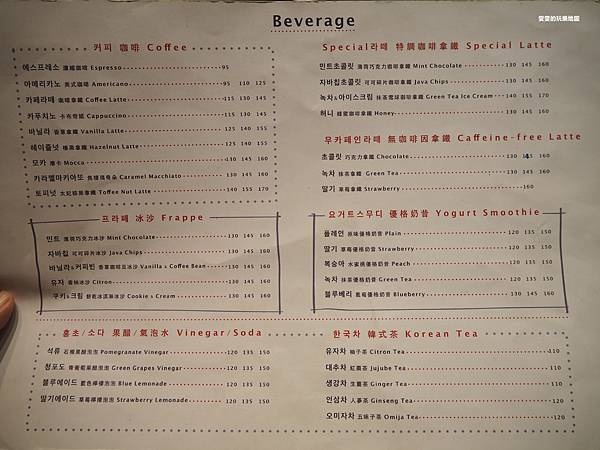 雯雯的玩樂地圖
Beverage
커피 咖啡 Coffee
에스프레소 濃縮咖啡 Espresso 95
아메리카노 美式咖啡 Americano 95 110 125
카페라떼 咖啡拿鐵 Coffee Latte 115 130 145
카푸치노 卡布奇諾 Cappuccino 115 130 145
바닐라 香草拿鐵 Vanilla Latte 125 140 155
헤이즐넛 榛果拿鐵 Hazelnut Latte 125 140 155
모카 摩卡 Mocca 130 145 160
카라멜마키아또 焦糖瑪奇朵 Caramel Macchiato 130 145 160
토피넛 太妃核果拿鐵 Toffee Nut Latte 140 155 170
프라페 冰沙 Frappe
민트 薄荷巧克力冰沙 Mint Chocolate 130 145 160
자바칩 可可碎片冰沙 Java Chips 130 145 160
바닐라&커피빈 香草咖啡豆冰沙 Vanilla & Coffee Bean 130 145 160
유자 香柚冰沙 Citron 130 145 160
쿠키&크림 餅乾冰淇淋冰沙 Cookie & Cream 130 145 160
홍초/소다 果醋/氣泡水 Vinegar/Soda
석류 石榴果醋泡泡 Pomegranate Vinegar 120 135 150
청포도 青葡萄果醋泡泡 Green Grapes Vinegar 120 135 150
블루에이드 藍色檸檬泡泡 Blue Lemonade 120 135 150
딸기에이드 草莓檸檬泡泡 Strawberry Lemonade 120 135 150
Special라떼 特調咖啡拿鐵 Special Latte
민트초콜릿 薄荷巧克力咖啡拿鐵 Mint Chocolate 130 145 160
자바칩초콜릿 可可碎片咖啡拿鐵 Java Chips 130 145 160
녹차&아이스크림 抹茶雪球咖啡拿鐵 Green Tea Ice Cream 140 155 170
허니 蜂蜜咖啡拿鐵 Honey 130 145 160
무카페인라떼 無咖啡因拿鐵 Caffeine-free Latte
초콜릿 巧克力拿鐵 Chocolate 130 145 160
녹차 抹茶拿鐵 Green Tea 130 145 160
딸기 草莓拿鐵 Strawberry 160
요거트스무디 優格奶昔 Yogurt Smoothie
플레인 原味優格奶昔 Plain 120 135 150
딸기 草莓優格奶昔 Strawberry 120 135 150
복숭아 水蜜桃優格奶昔 Peach 120 135 150
녹차 抹茶優格奶昔 Green Tea 120 135 150
블루베리 藍莓優格奶昔 Blueberry 130 145 160
한국차 韓式茶 Korean Tea
유자차 柚子茶 Citron Tea 110
대추차 紅棗茶 Jujube Tea 110
생강차 生薑茶 Ginger Tea 110
인삼차 人蔘茶 Ginseng Tea 120
오미자차 五味子茶 Omija Tea 120